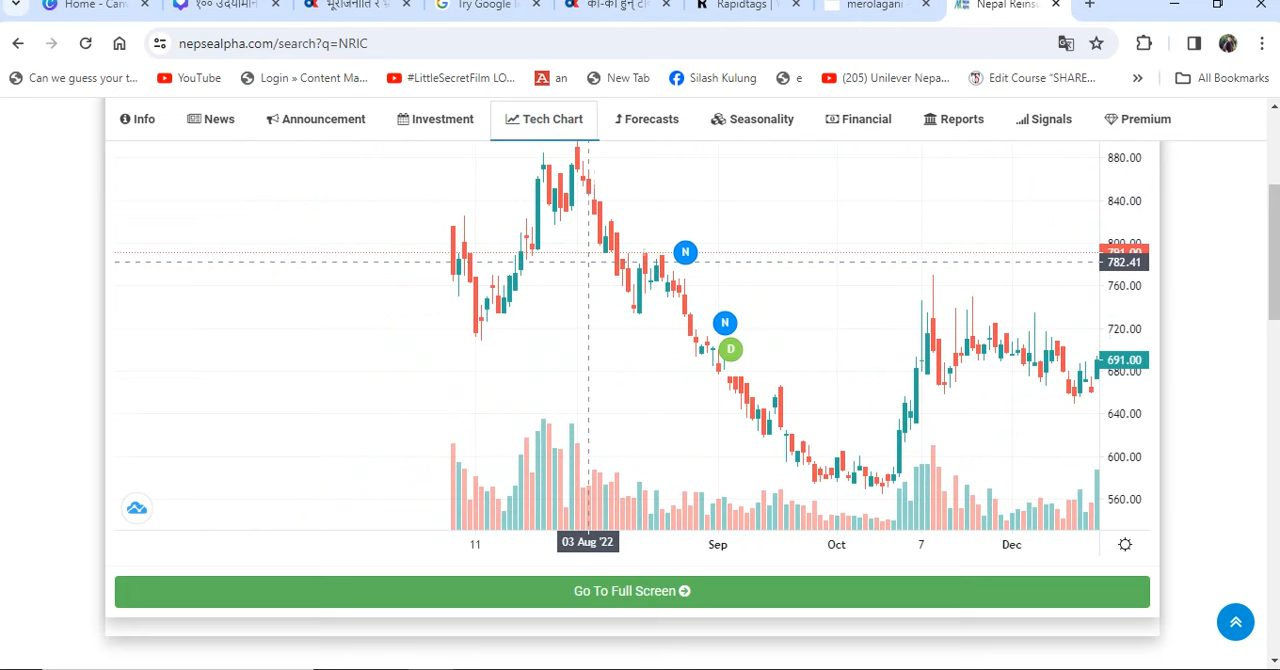 Home - Can
१०० उद्यामी
भूराजनीति र भ
Try Google
को-को हुन् टी
Rapidtags |
merolagani
Nepal Reins
nepsealpha.com/search?q=NRIC
Can we guess your t...
YouTube
Login » Content Ma...
#LittleSecretFilm LO...
an
New Tab
Silash Kulung
e
(205) Unilever Nepa...
Edit Course “SHARE...
»
All Bookmarks
Info
News
Announcement
Investment
Tech Chart
Forecasts
Seasonality
Financial
Reports
Signals
Premium
880.00
840.00
800.00
791.00
782.41
760.00
720.00
691.00
680.00
640.00
600.00
560.00
N
N
D
11
03 Aug '22
Sep
Oct
7
Dec
Go To Full Screen